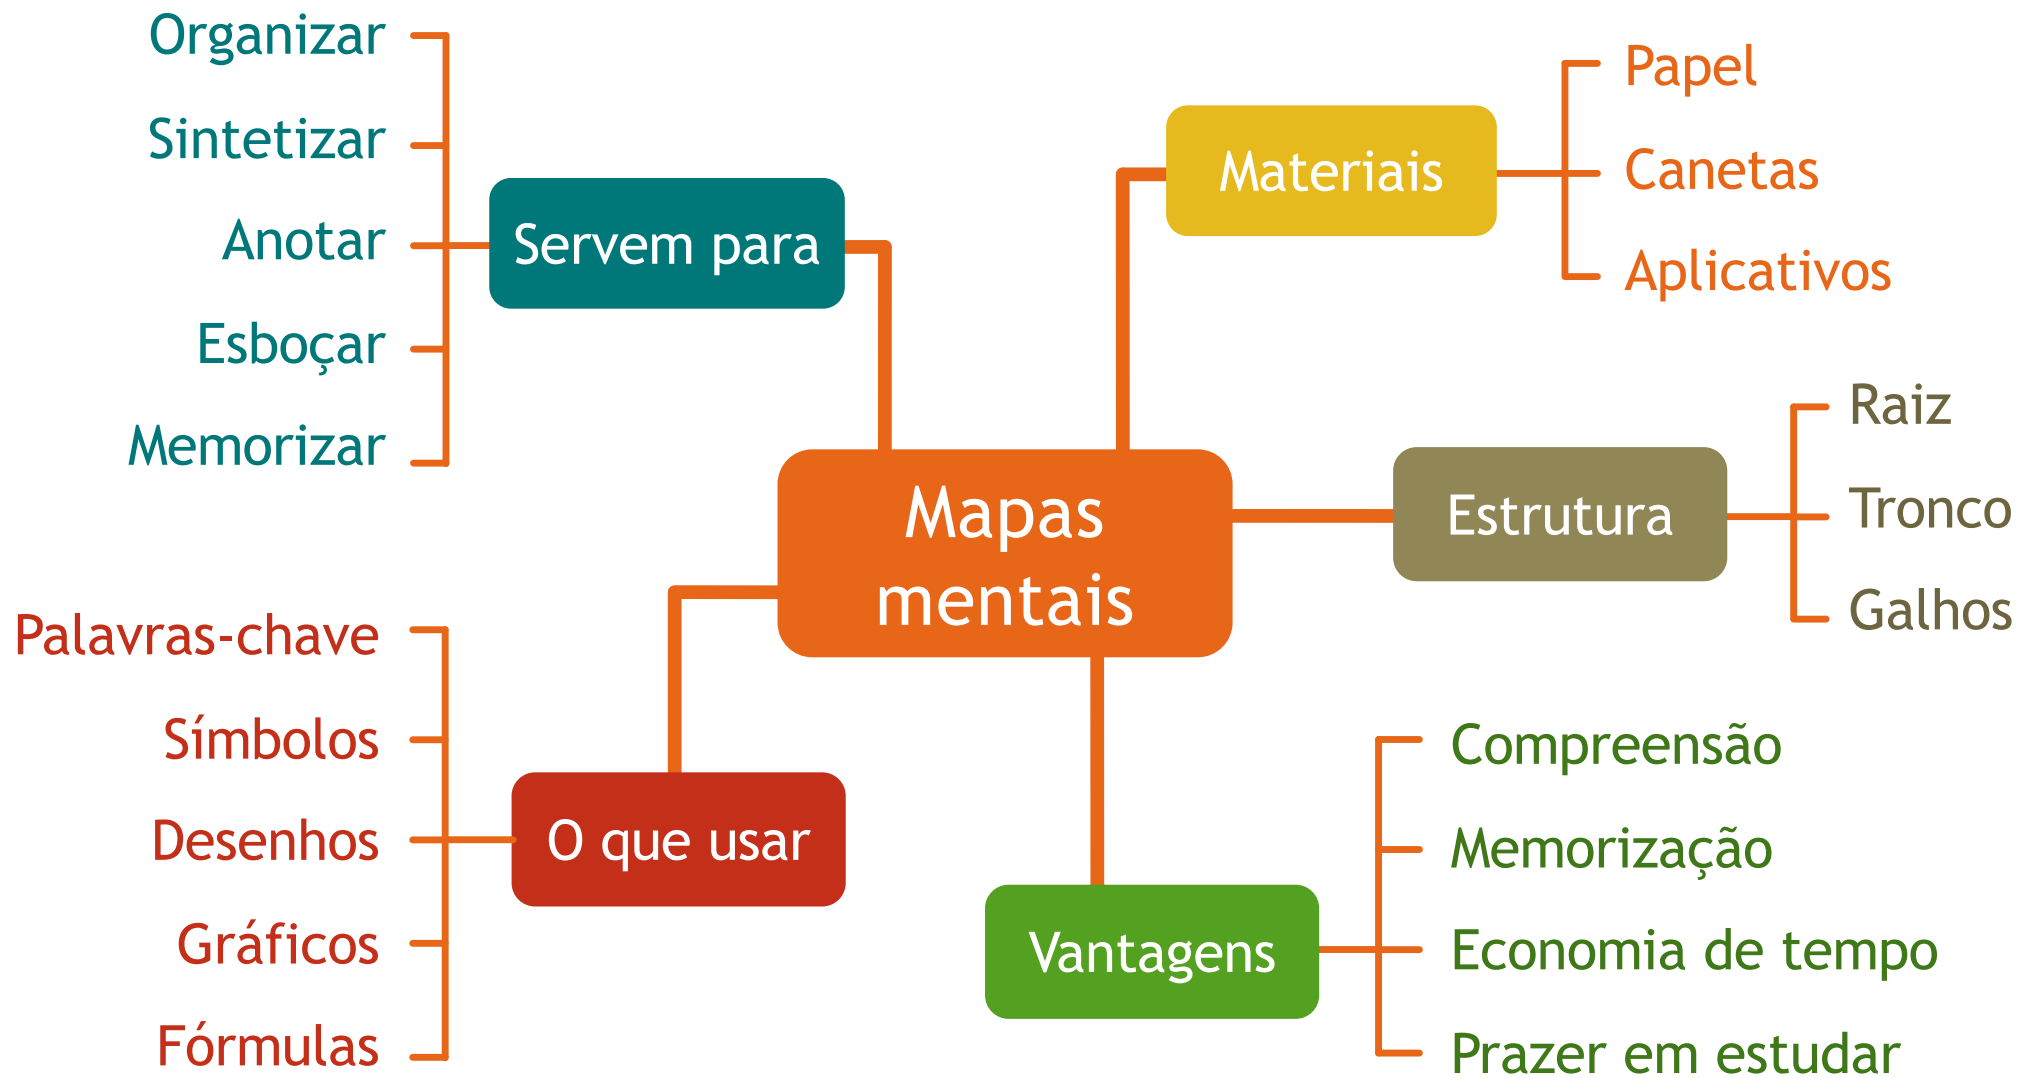 Mapas
mentais
Servem para
Organizar
Sintetizar
Anotar
Esboçar
Memorizar
Materiais
Papel
Canetas
Aplicativos
Estrutura
Raiz
Tronco
Galhos
O que usar
Palavras-chave
Símbolos
Desenhos
Gráficos
Fórmulas
Vantagens
Compreensão
Memorização
Economia de tempo
Prazer em estudar